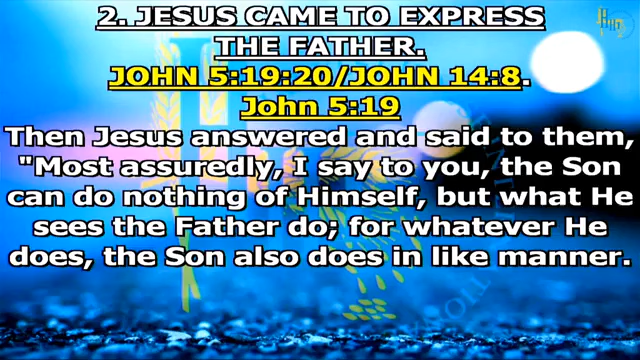 2. JESUS CAME TO EXPRESS
THE FATHER.
JOHN 5:19:20/JOHN 14:8.
John 5:19
Then Jesus answered and said to them,
"Most assuredly, I say to you, the Son
can do nothing of Himself, but what He
sees the Father do; for whatever He
does, the Son also does in like manner.